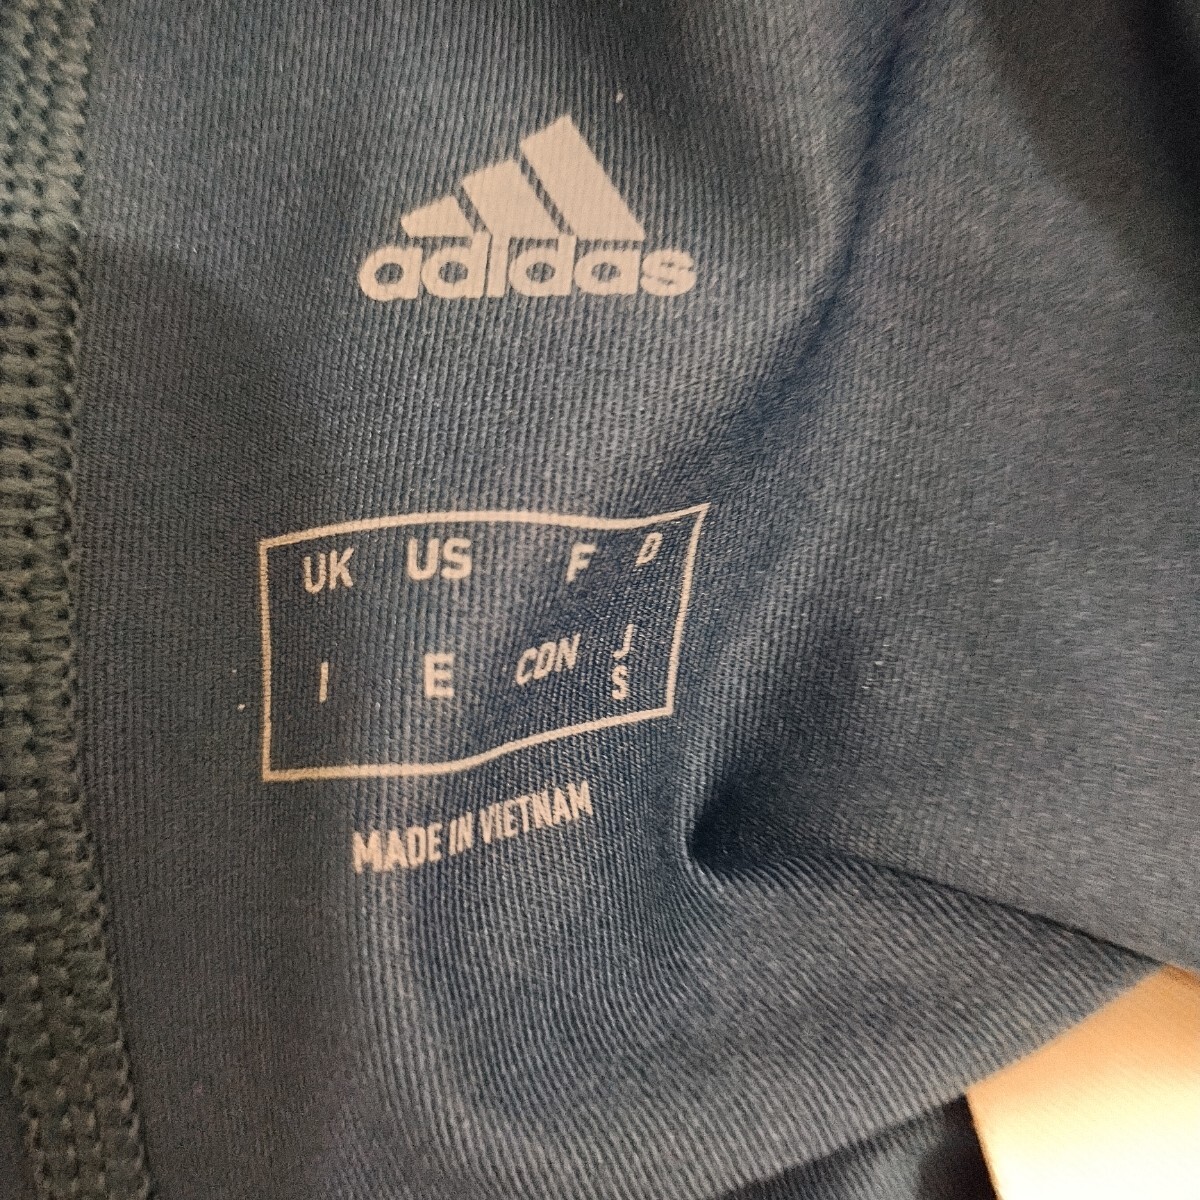 adidas
UK US F D
I E CDN J
S
MADE IN VIETNAM